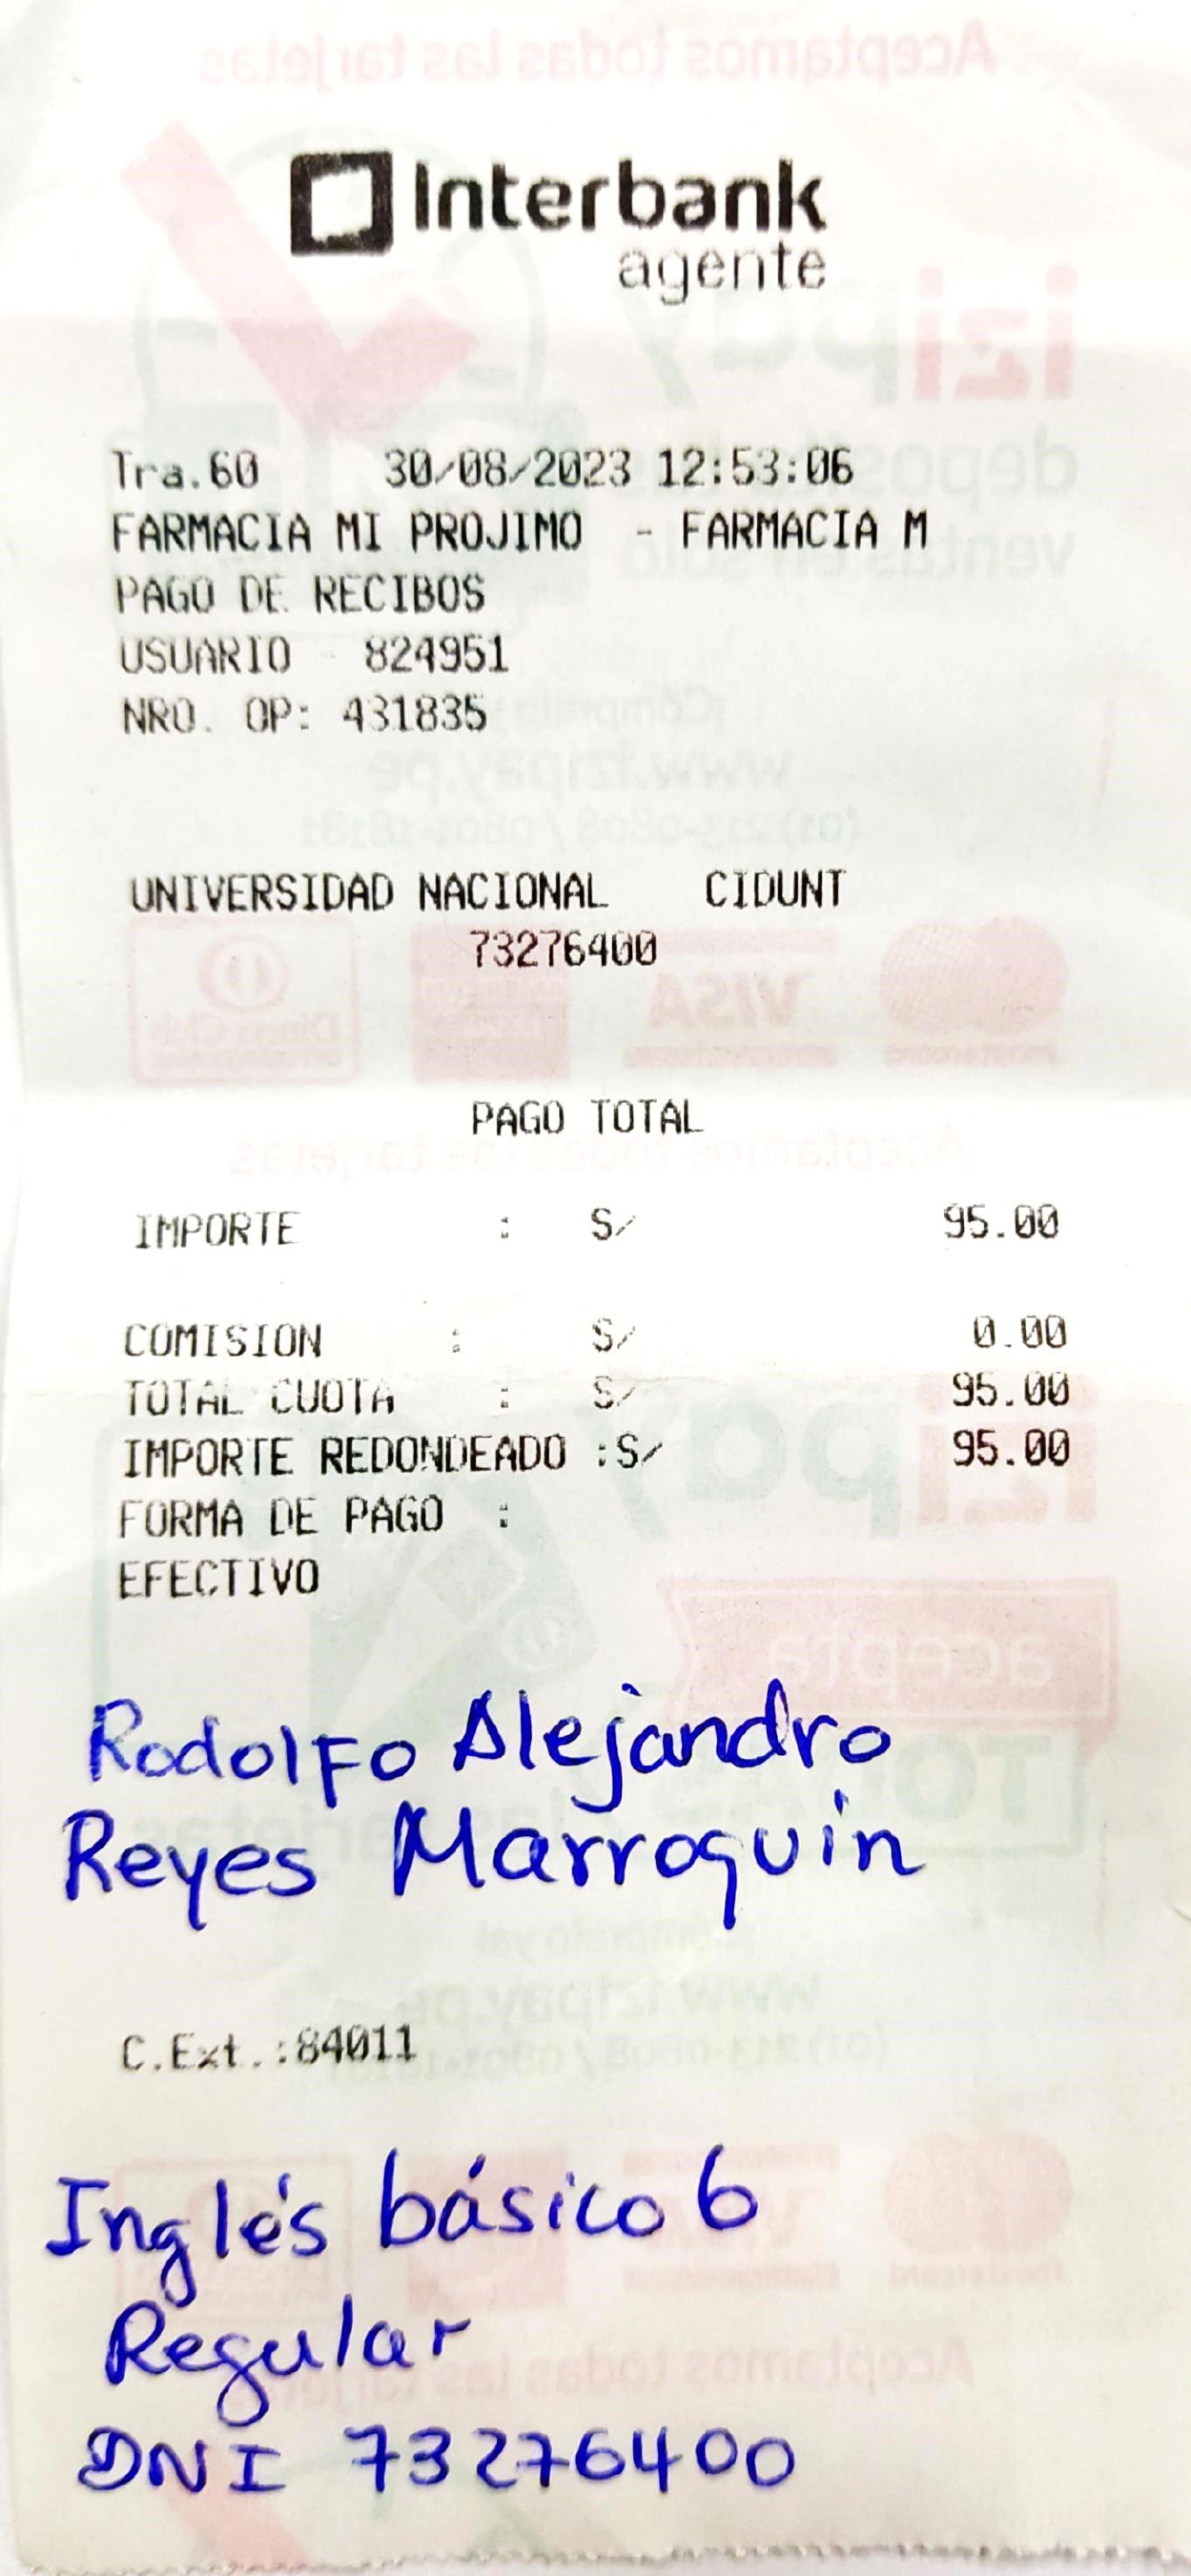 Interbank
agente
Tra.60 30/08/2023 12:53:06
FARMACIA MI PROJIMO - FARMACIA M
PAGO DE RECIBOS
USUARIO 824951
NRO. OP: 431835
UNIVERSIDAD NACIONAL CIDUNT
73276400
PAGO TOTAL
IMPORTE : S/ 95.00
COMISION : S/ 0.00
TOTAL CUOTA : S/ 95.00
IMPORTE REDONDEADO :S/ 95.00
FORMA DE PAGO :
EFECTIVO
Rodolfo Alejandro
Reyes Marroquin
C.Ext.:84011
Inglés básico 6
Regular
DNI 73276400